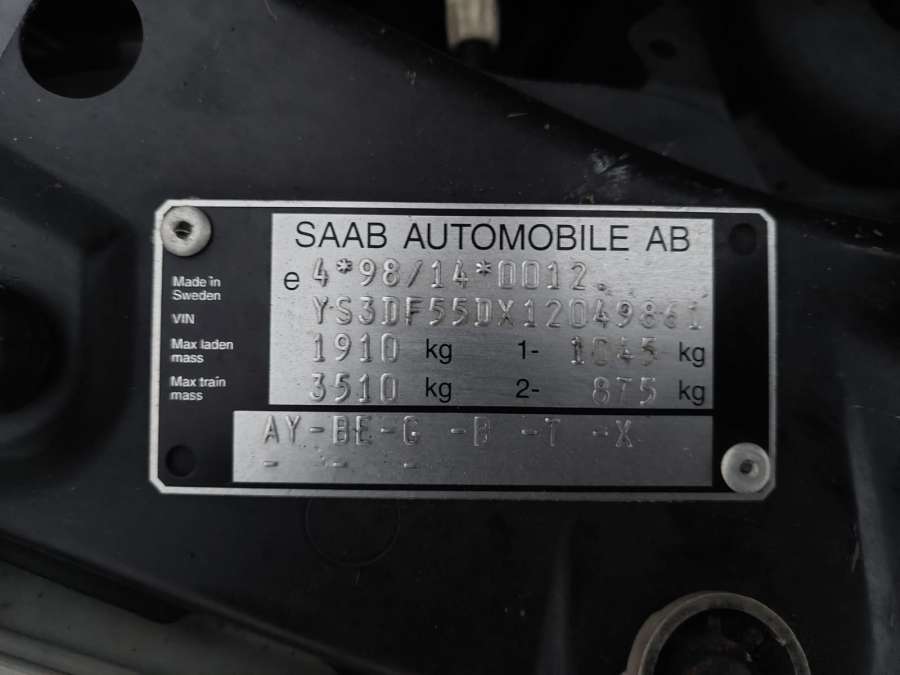 SAAB AUTOMOBILE AB
e 4*98/14*0012.
Made in
Sweden
VIN YS3DF55DX12049861
Max laden
mass 1910 kg 1- 1045 kg
Max train
mass 3510 kg 2- 875 kg
AY-BE-G -B -T -X
- -- -